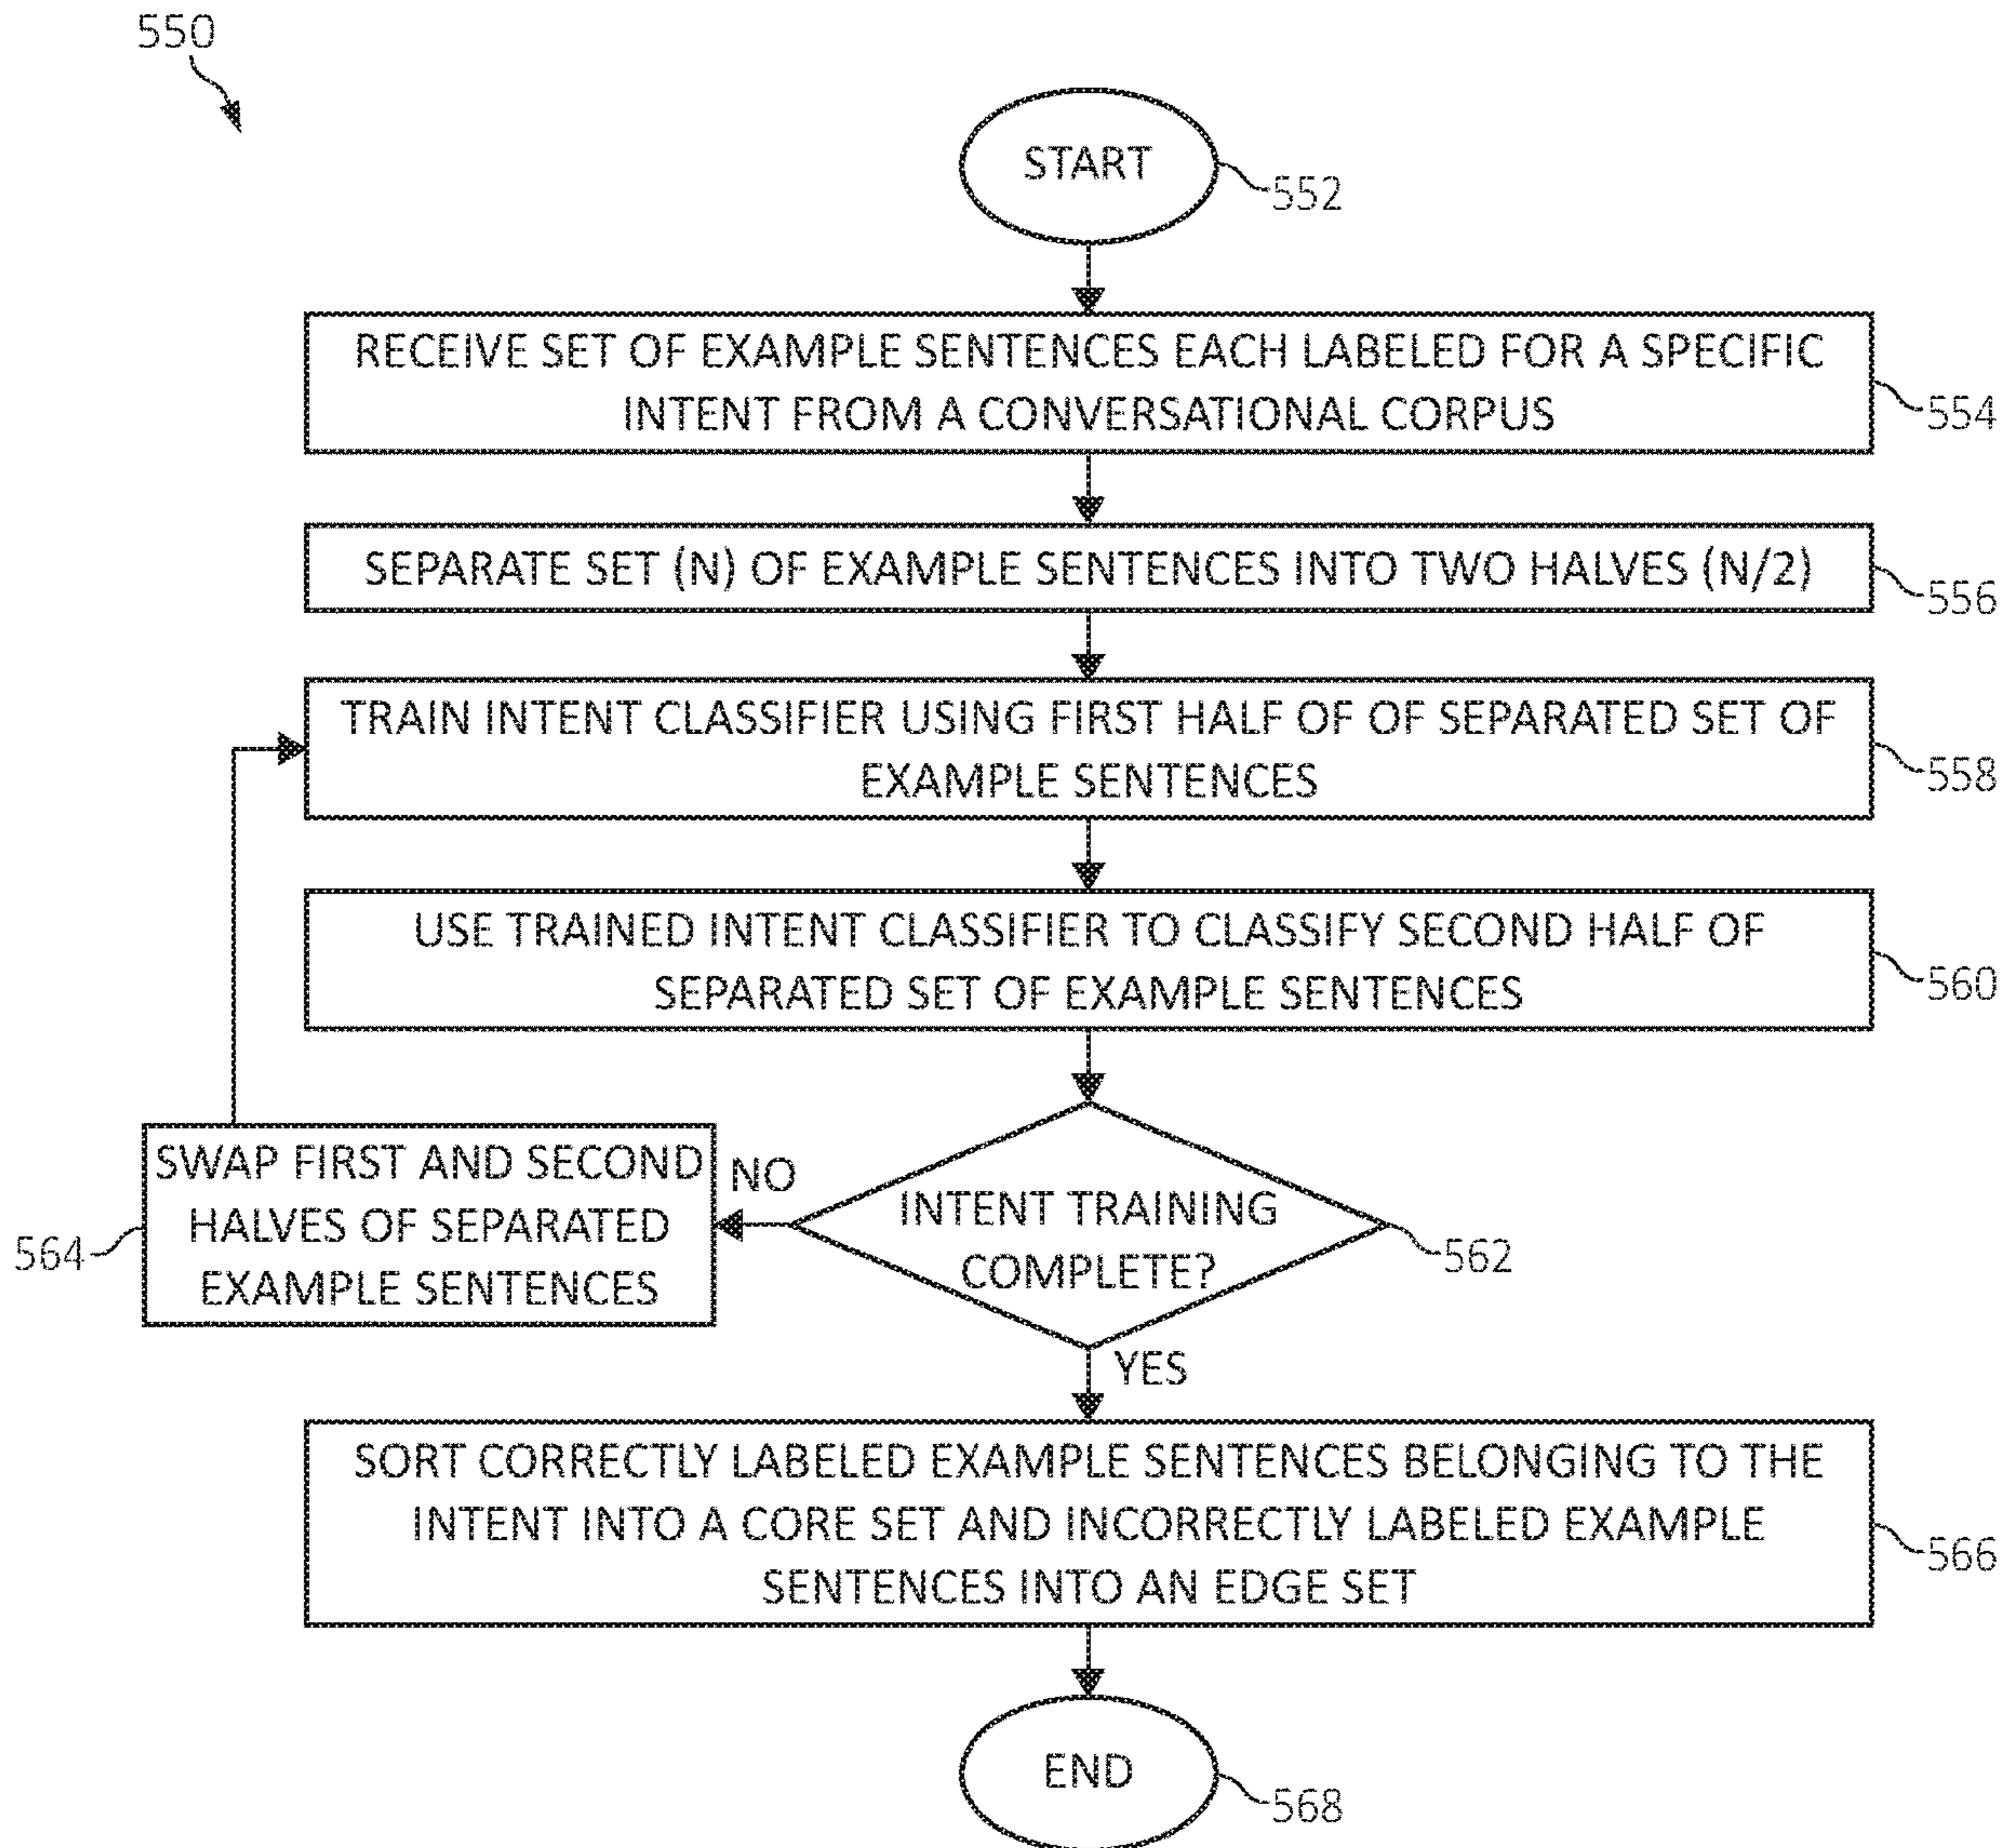 550
START
552
RECEIVE SET OF EXAMPLE SENTENCES EACH LABELED FOR A SPECIFIC
INTENT FROM A CONVERSATIONAL CORPUS
554
SEPARATE SET (N) OF EXAMPLE SENTENCES INTO TWO HALVES (N/2)
556
TRAIN INTENT CLASSIFIER USING FIRST HALF OF OF SEPARATED SET OF
EXAMPLE SENTENCES
558
USE TRAINED INTENT CLASSIFIER TO CLASSIFY SECOND HALF OF
SEPARATED SET OF EXAMPLE SENTENCES
560
INTENT TRAINING
COMPLETE?
562
NO
SWAP FIRST AND SECOND
HALVES OF SEPARATED
EXAMPLE SENTENCES
564
YES
SORT CORRECTLY LABELED EXAMPLE SENTENCES BELONGING TO THE
INTENT INTO A CORE SET AND INCORRECTLY LABELED EXAMPLE
SENTENCES INTO AN EDGE SET
566
END
568